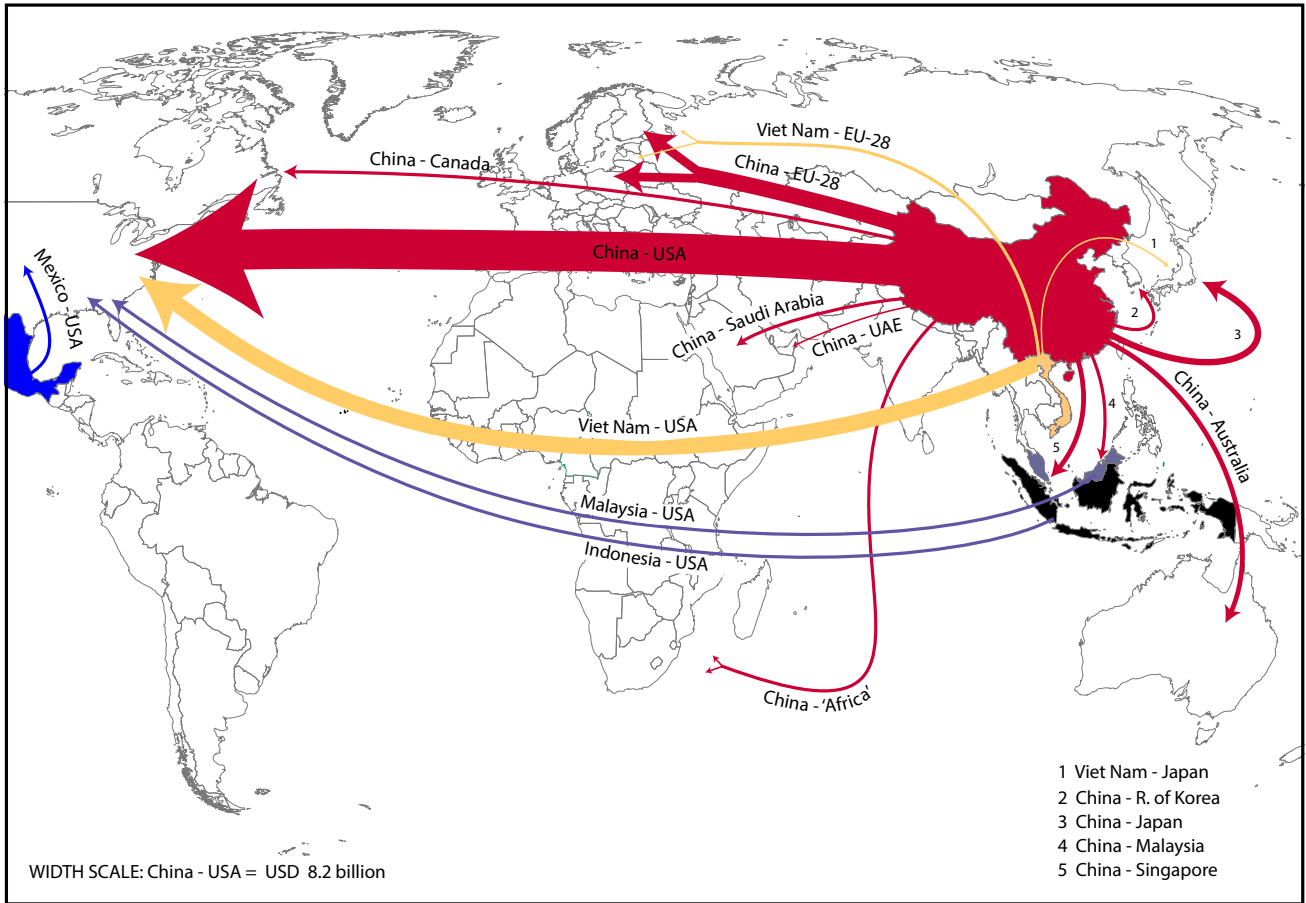 Viet Nam - EU-28
China - Canada
China - EU-28
China - USA
Mexico USA
1
2
3
China - Saudi Arabia
China - UAE
China - Australia
4
5
Viet Nam - USA
Malaysia - USA
Indonesia - USA
China - 'Africa'
1 Viet Nam - Japan
2 China - R. of Korea
3 China - Japan
4 China - Malaysia
5 China - Singapore
WIDTH SCALE: China - USA = USD 8.2 billion